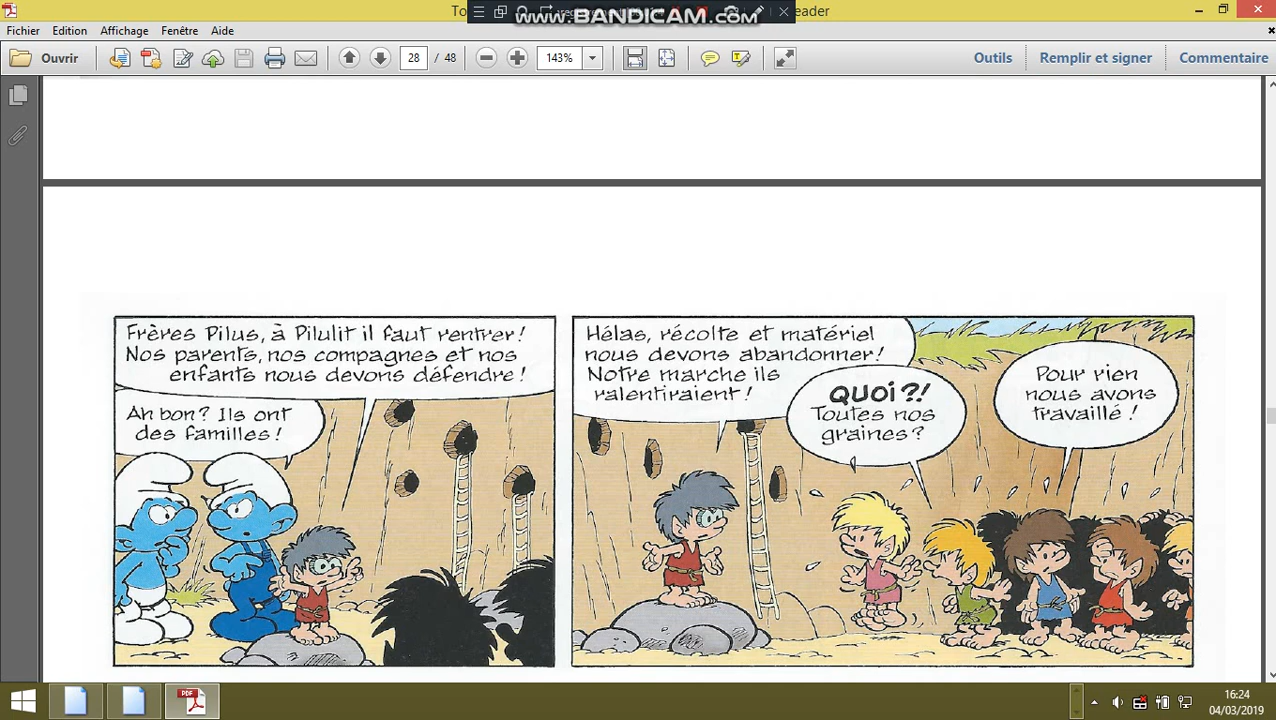 www.BANDICAM.com
Fichier Edition Affichage Fenêtre Aide
Ouvrir 28 / 48 143% Outils Remplir et signer Commentaire
Frères Pilus, à Pilulit il faut rentrer!
Nos parents, nos compagnes et nos
enfants nous devons défendre!
Ah bon? Ils ont
des familles!
Hélas, récolte et matériel
nous devons abandonner!
Notre marche ils
ralentiraient!
QUOI?!
Toutes nos
graines?
Pour rien
nous avons
travaillé!
PDF
16:24
04/03/2019